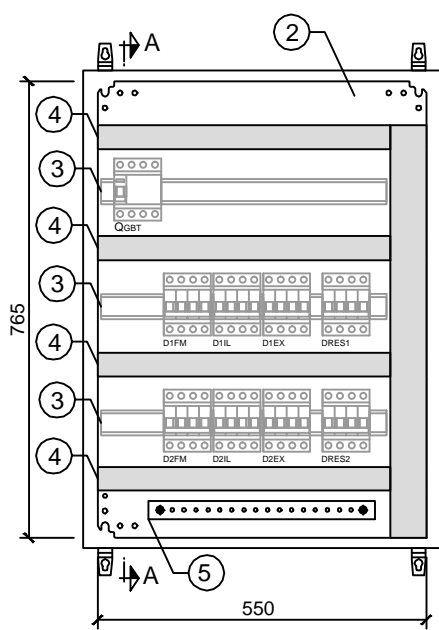 A
2
4
3
QGBT
4
3
D1FM D1IL D1EX DRES1
765
4
3
D2FM D2IL D2EX DRES2
4
A
5
550